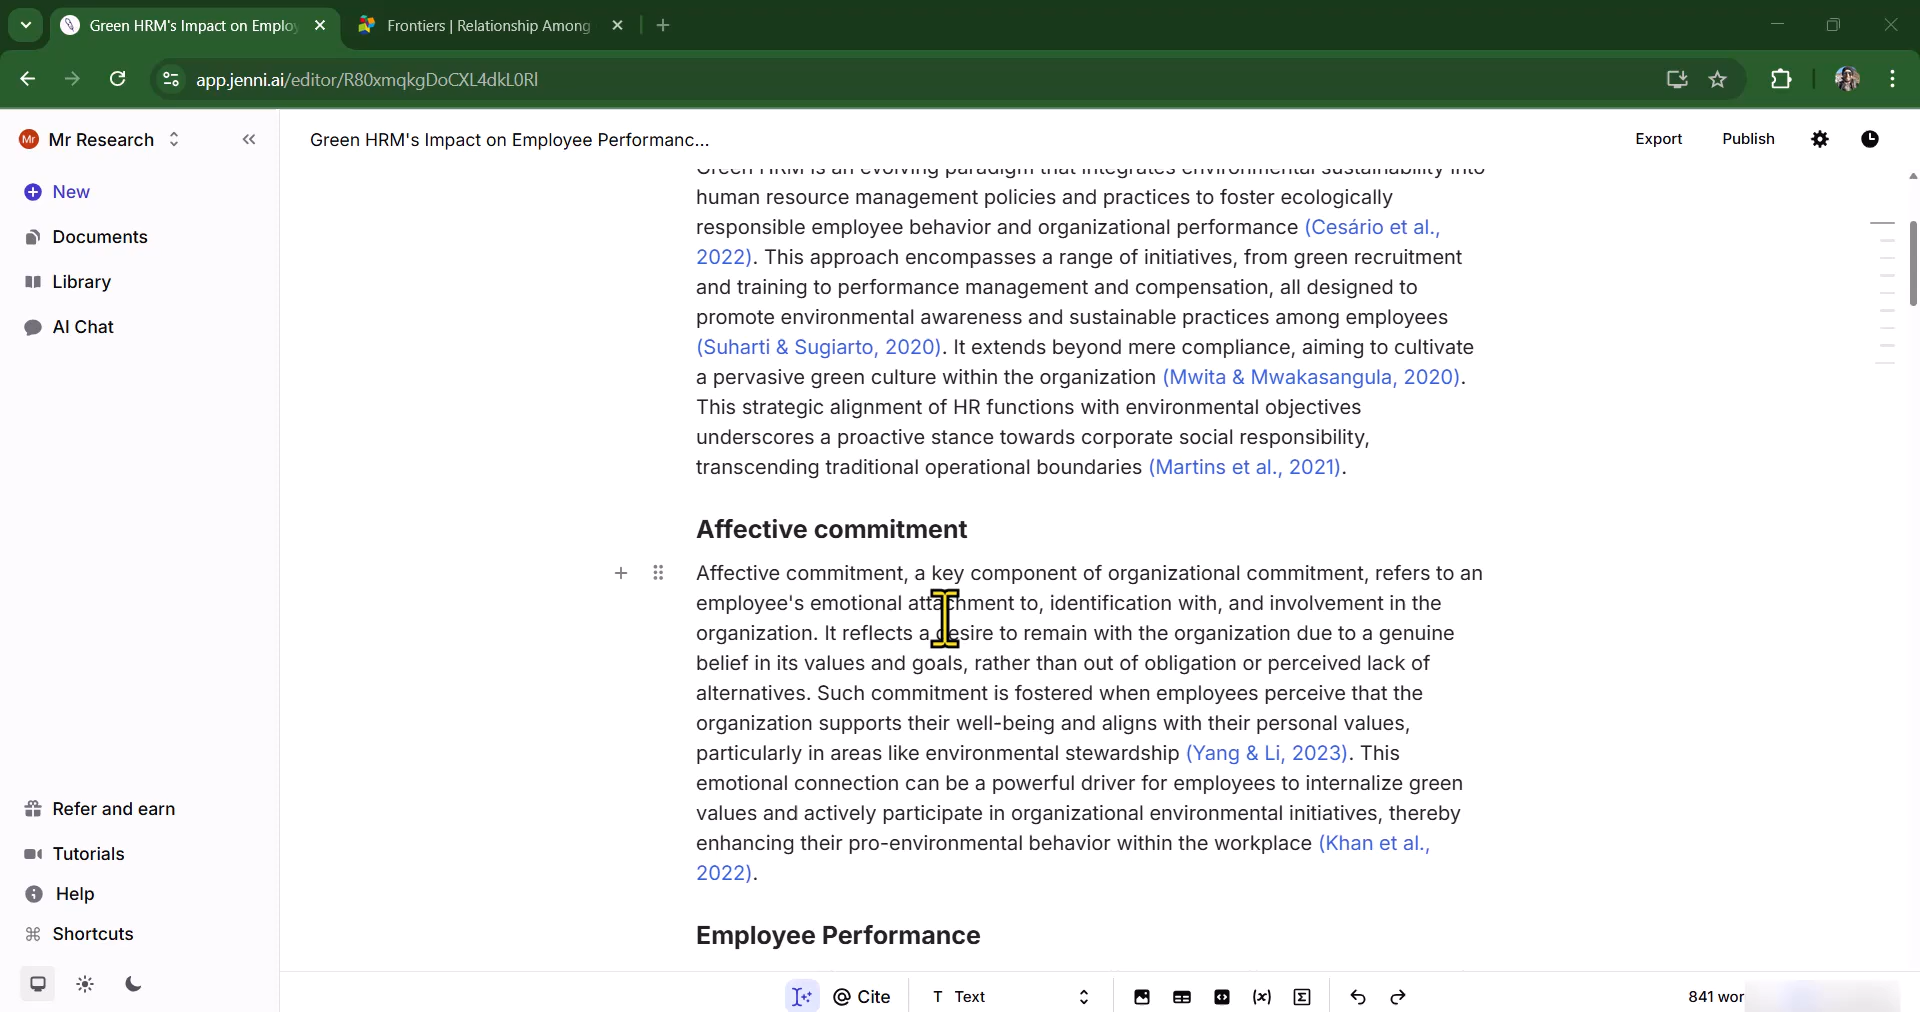 Green HRM's Impact on Emplo
Frontiers | Relationship Among
app.jenni.ai/editor/R80xmqkgDoCXL4dkL0Rl
Mr Mr Research
Green HRM's Impact on Employee Performanc...
Export
Publish
New
Documents
Library
AI Chat
Refer and earn
Tutorials
Help
Shortcuts
Green HRM is an evolving paradigm that integrates environmental sustainability into
human resource management policies and practices to foster ecologically
responsible employee behavior and organizational performance (Cesário et al.,
2022). This approach encompasses a range of initiatives, from green recruitment
and training to performance management and compensation, all designed to
promote environmental awareness and sustainable practices among employees
(Suharti & Sugiarto, 2020). It extends beyond mere compliance, aiming to cultivate
a pervasive green culture within the organization (Mwita & Mwakasangula, 2020).
This strategic alignment of HR functions with environmental objectives
underscores a proactive stance towards corporate social responsibility,
transcending traditional operational boundaries (Martins et al., 2021).
Affective commitment
Affective commitment, a key component of organizational commitment, refers to an
employee's emotional attachment to, identification with, and involvement in the
organization. It reflects a desire to remain with the organization due to a genuine
belief in its values and goals, rather than out of obligation or perceived lack of
alternatives. Such commitment is fostered when employees perceive that the
organization supports their well-being and aligns with their personal values,
particularly in areas like environmental stewardship (Yang & Li, 2023). This
emotional connection can be a powerful driver for employees to internalize green
values and actively participate in organizational environmental initiatives, thereby
enhancing their pro-environmental behavior within the workplace (Khan et al.,
2022).
Employee Performance
Cite
T Text
841 wor